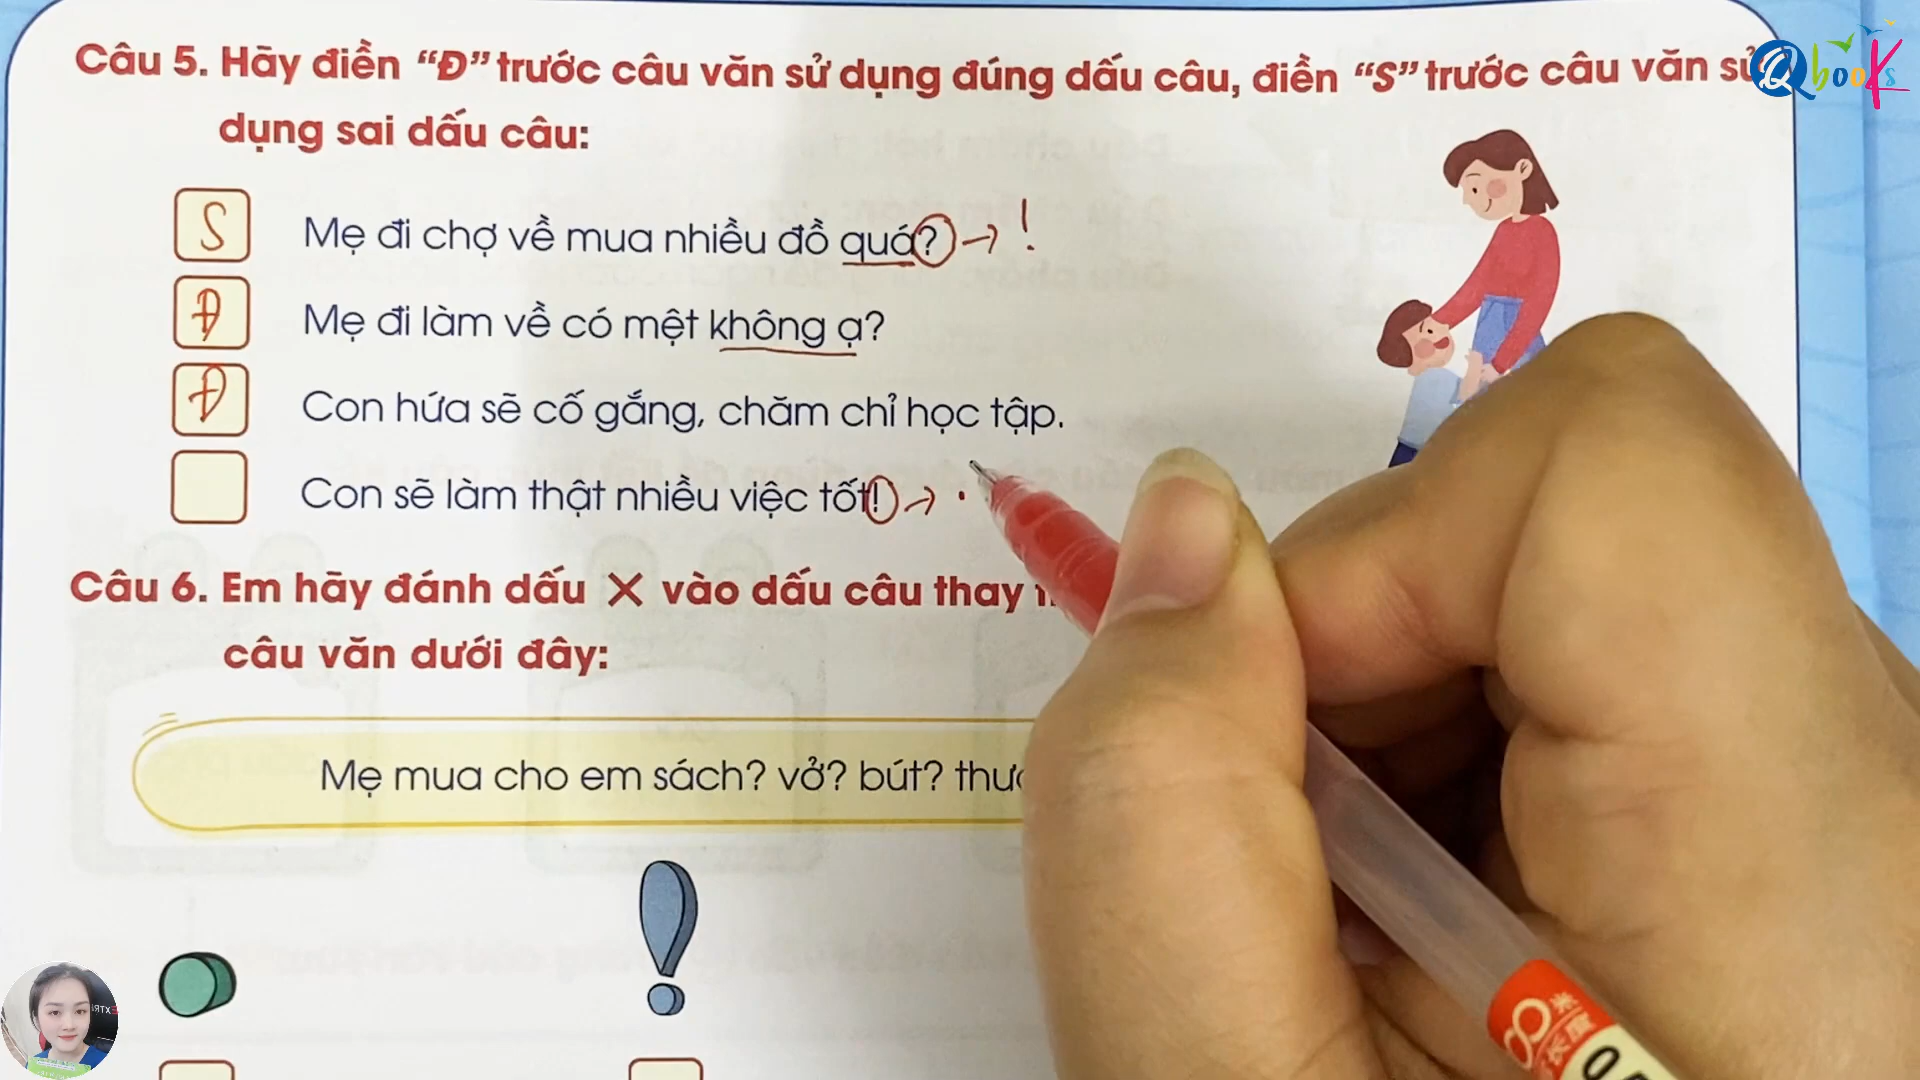 Câu 5. Hãy điền “Đ” trước câu văn sử dụng đúng dấu câu, điền “S” trước câu văn sử
Qbooks
dụng sai dấu câu:
S Mẹ đi chợ về mua nhiều đồ quá? → !
Đ Mẹ đi làm về có mệt không ạ?
Đ Con hứa sẽ cố gắng, chăm chỉ học tập.
Con sẽ làm thật nhiều việc tốt! → .
Câu 6. Em hãy đánh dấu X vào dấu câu thay
câu văn dưới đây:
Mẹ mua cho em sách? vở? bút?
!